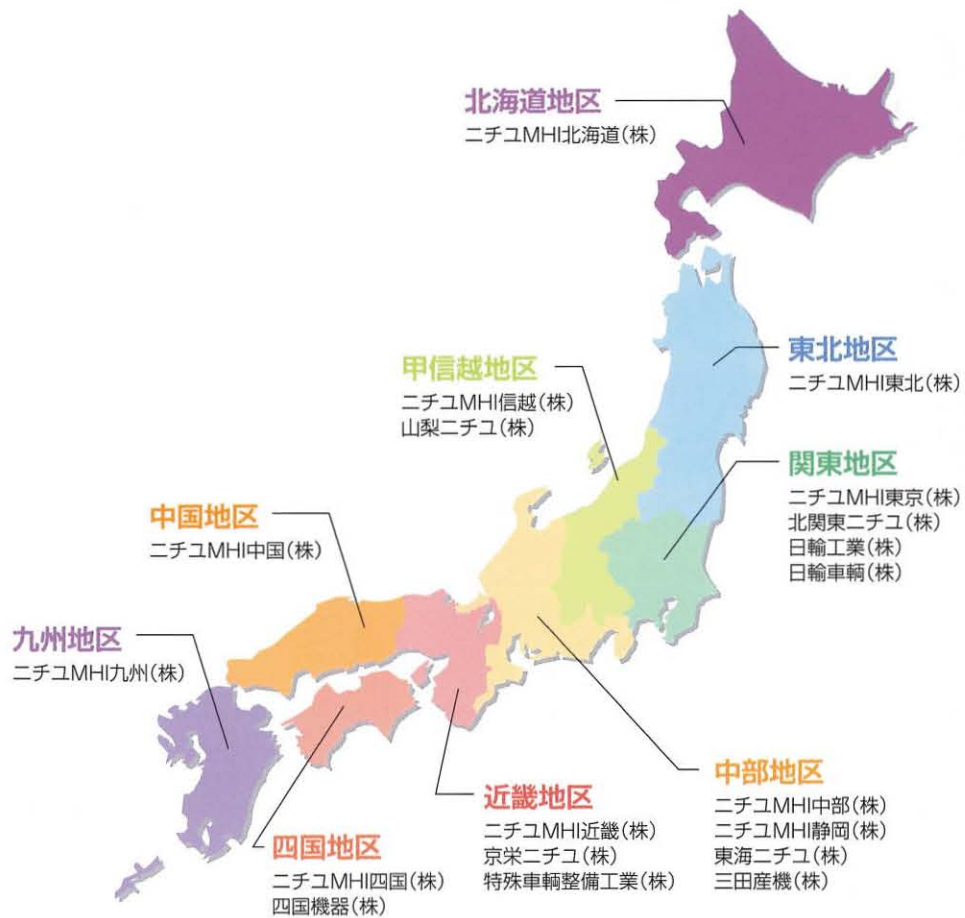 北海道地区
ニチユMHI北海道(株)
東北地区
ニチユMHI東北(株)
甲信越地区
ニチユMHI信越(株)
山梨ニチユ(株)
関東地区
ニチユMHI東京(株)
北関東ニチユ(株)
日輸工業(株)
日輸車輌(株)
中国地区
ニチユMHI中国(株)
九州地区
ニチユMHI九州(株)
中部地区
ニチユMHI中部(株)
ニチユMHI静岡(株)
東海ニチユ(株)
三田産機(株)
近畿地区
ニチユMHI近畿(株)
京栄ニチユ(株)
特殊車輌整備工業(株)
四国地区
ニチユMHI四国(株)
四国機器(株)